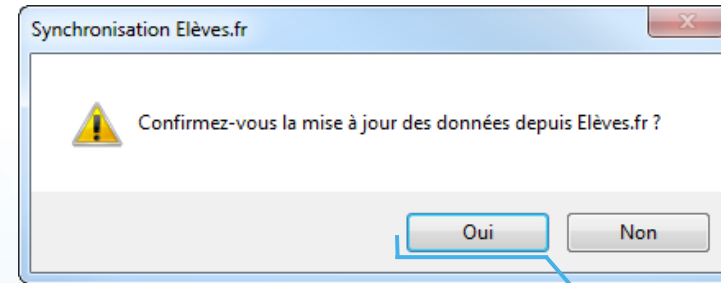 Synchronisation Elèves.fr
Confirmez-vous la mise à jour des données depuis Elèves.fr ?
Oui
Non